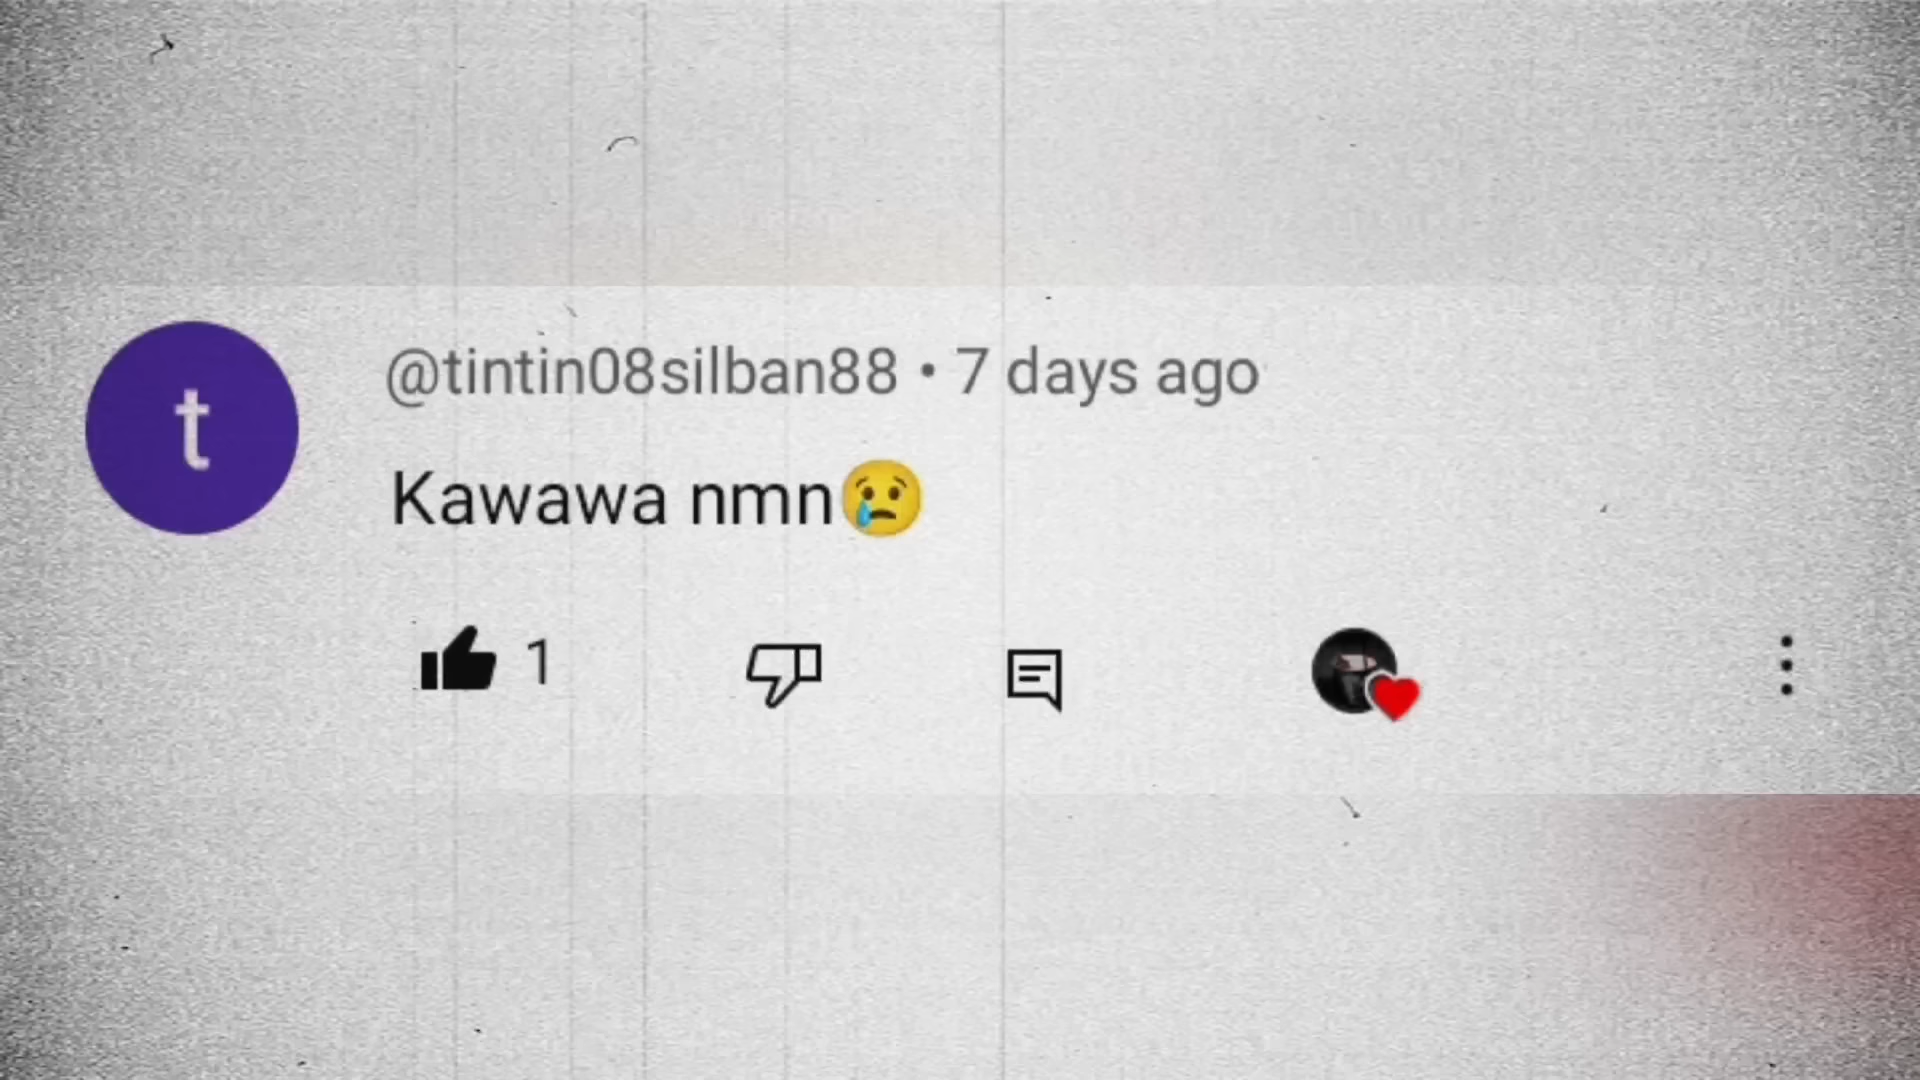 t
@tintin08silban88 • 7 days ago
Kawawa nmn😢
1